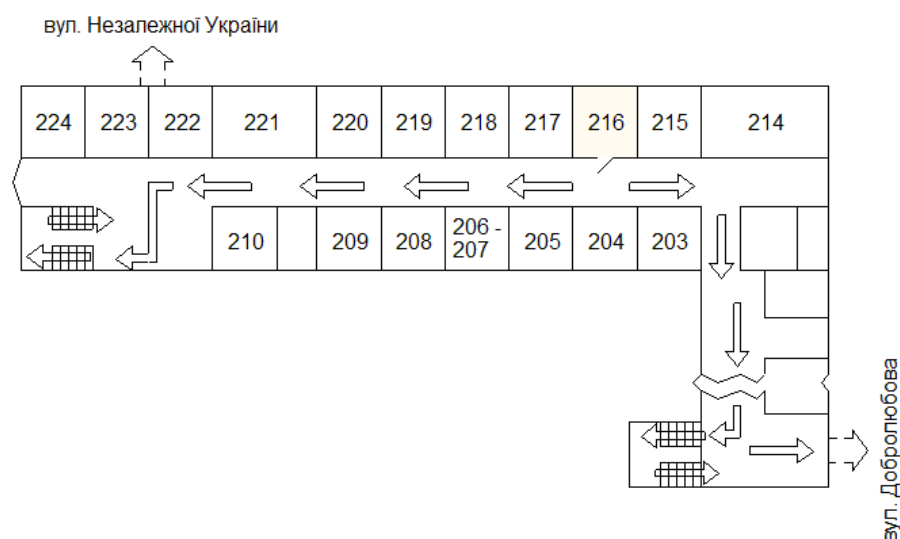 вул. Незалежної України
224 223 222 221 220 219 218 217 216 215 214
210 209 208 206 - 207 205 204 203
вул. Добролюбова